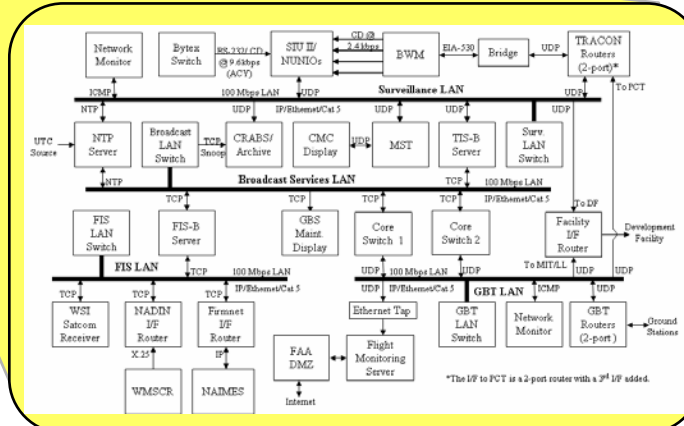 Network
Monitor
Bytex
Switch
RS-232/CD
@ 9.6kbps
(ACY)
SIU II/
NUNIOs
CD @
2.4 kbps
BWM
EIA-530
Bridge
UDP
TRACON
Routers
(2-port)*
ICMP
100 Mbps LAN
UDP
Surveillance LAN
UDP
To PCT
NTP
UDP
IP/Ethernet/Cat 5
UDP
UDP
UDP
UTC
Source
NTP
Server
Broadcast
LAN
Switch
TCP
Snoop
CRABS/
Archive
CMC
Display
UDP
MST
TIS-B
Server
Surv.
LAN
Switch
NTP
Broadcast Services LAN
TCP
100 Mbps LAN
IP/Ethernet/Cat 5
TCP
TCP
TCP
To DF
FIS
LAN
Switch
FIS-B
Server
GBS
Maint.
Display
Core
Switch 1
Core
Switch 2
Facility
I/F
Router
Development
Facility
To MIT/LL
FIS LAN
TCP
100 Mbps LAN
UDP
100 Mbps LAN
UDP
GBT LAN
UDP
UDP
IP/Ethernet/Cat 5
UDP
IP/Ethernet/Cat 5
ICMP
UDP
TCP
TCP
TCP
WSI
Satcom
Receiver
NADIN
I/F
Router
Firmnet
I/F
Router
Ethernet Tap
GBT
LAN
Switch
Network
Monitor
GBT
Routers
(2-port )
Ground
Stations
X.25
IP
FAA
DMZ
Flight
Monitoring
Server
WMSCR
NAIMES
Internet
*The I/F to PCT is a 2-port router with a 3rd I/F added.